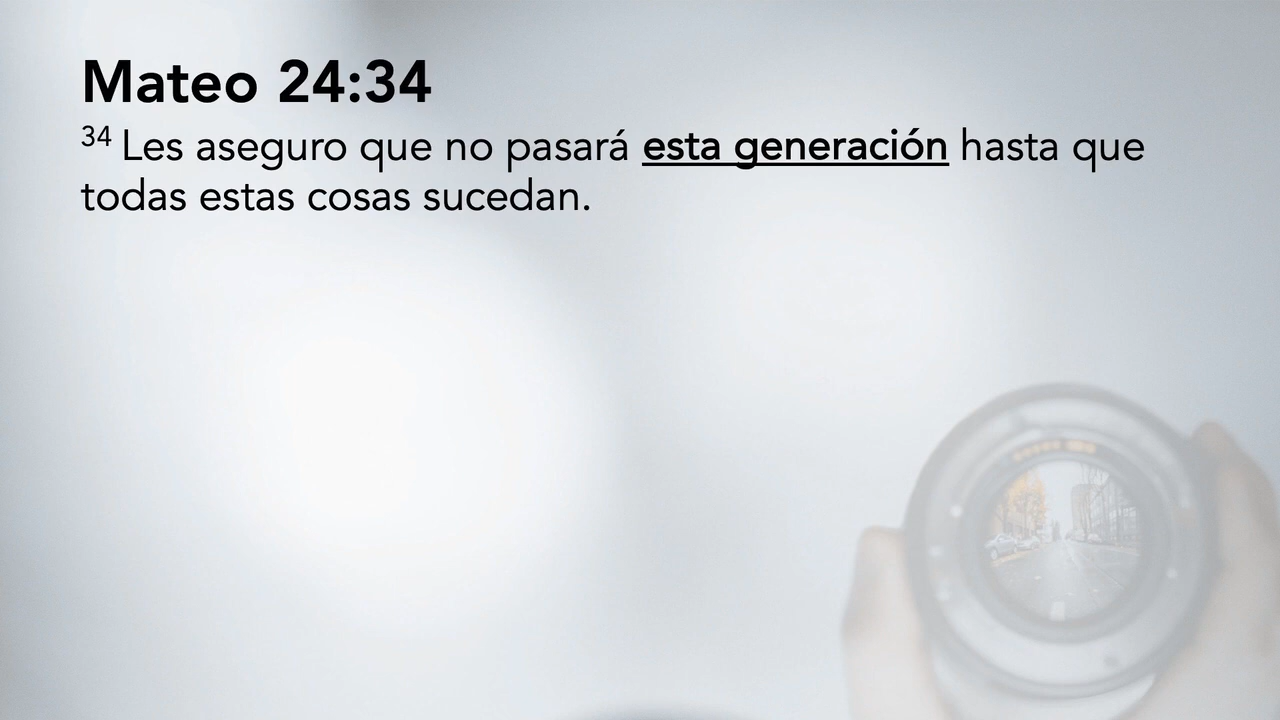 Mateo 24:34
34 Les aseguro que no pasará esta generación hasta que
todas estas cosas sucedan.